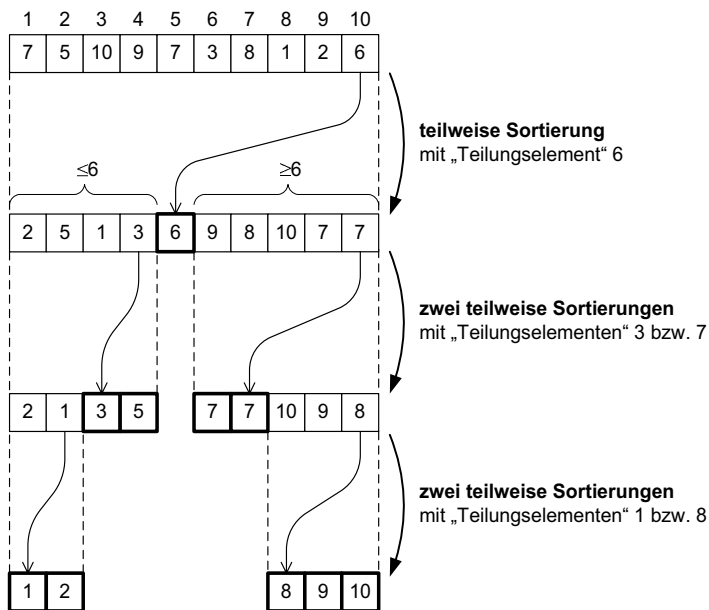 1 2 3 4 5 6 7 8 9 10
7 5 10 9 7 3 8 1 2 6
teilweise Sortierung
mit „Teilungselement“ 6
≤6 ≥6
2 5 1 3 6 9 8 10 7 7
zwei teilweise Sortierungen
mit „Teilungselementen“ 3 bzw. 7
2 1 3 5 7 7 10 9 8
zwei teilweise Sortierungen
mit „Teilungselementen“ 1 bzw. 8
1 2 8 9 10